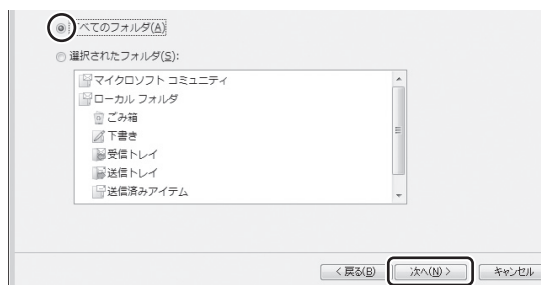 すべてのフォルダ(A)
選択されたフォルダ(S):
マイクロソフト コミュニティ
ローカル フォルダ
ごみ箱
下書き
受信トレイ
送信トレイ
送信済みアイテム
< 戻る(B) 次へ(N) > キャンセル